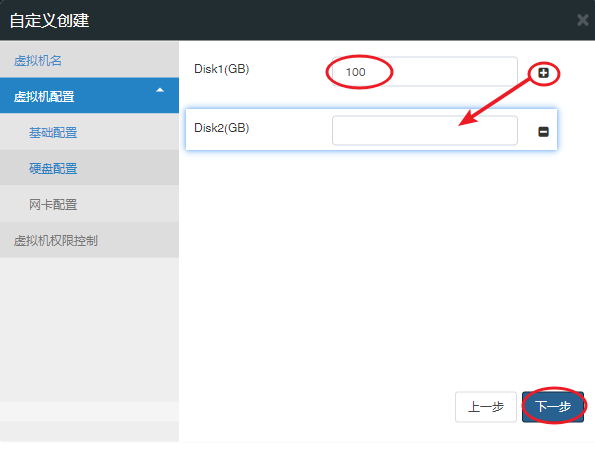 自定义创建
虚拟机名
虚拟机配置
基础配置
硬盘配置
网卡配置
虚拟机权限控制
Disk1(GB)
100
Disk2(GB)
上一步
下一步